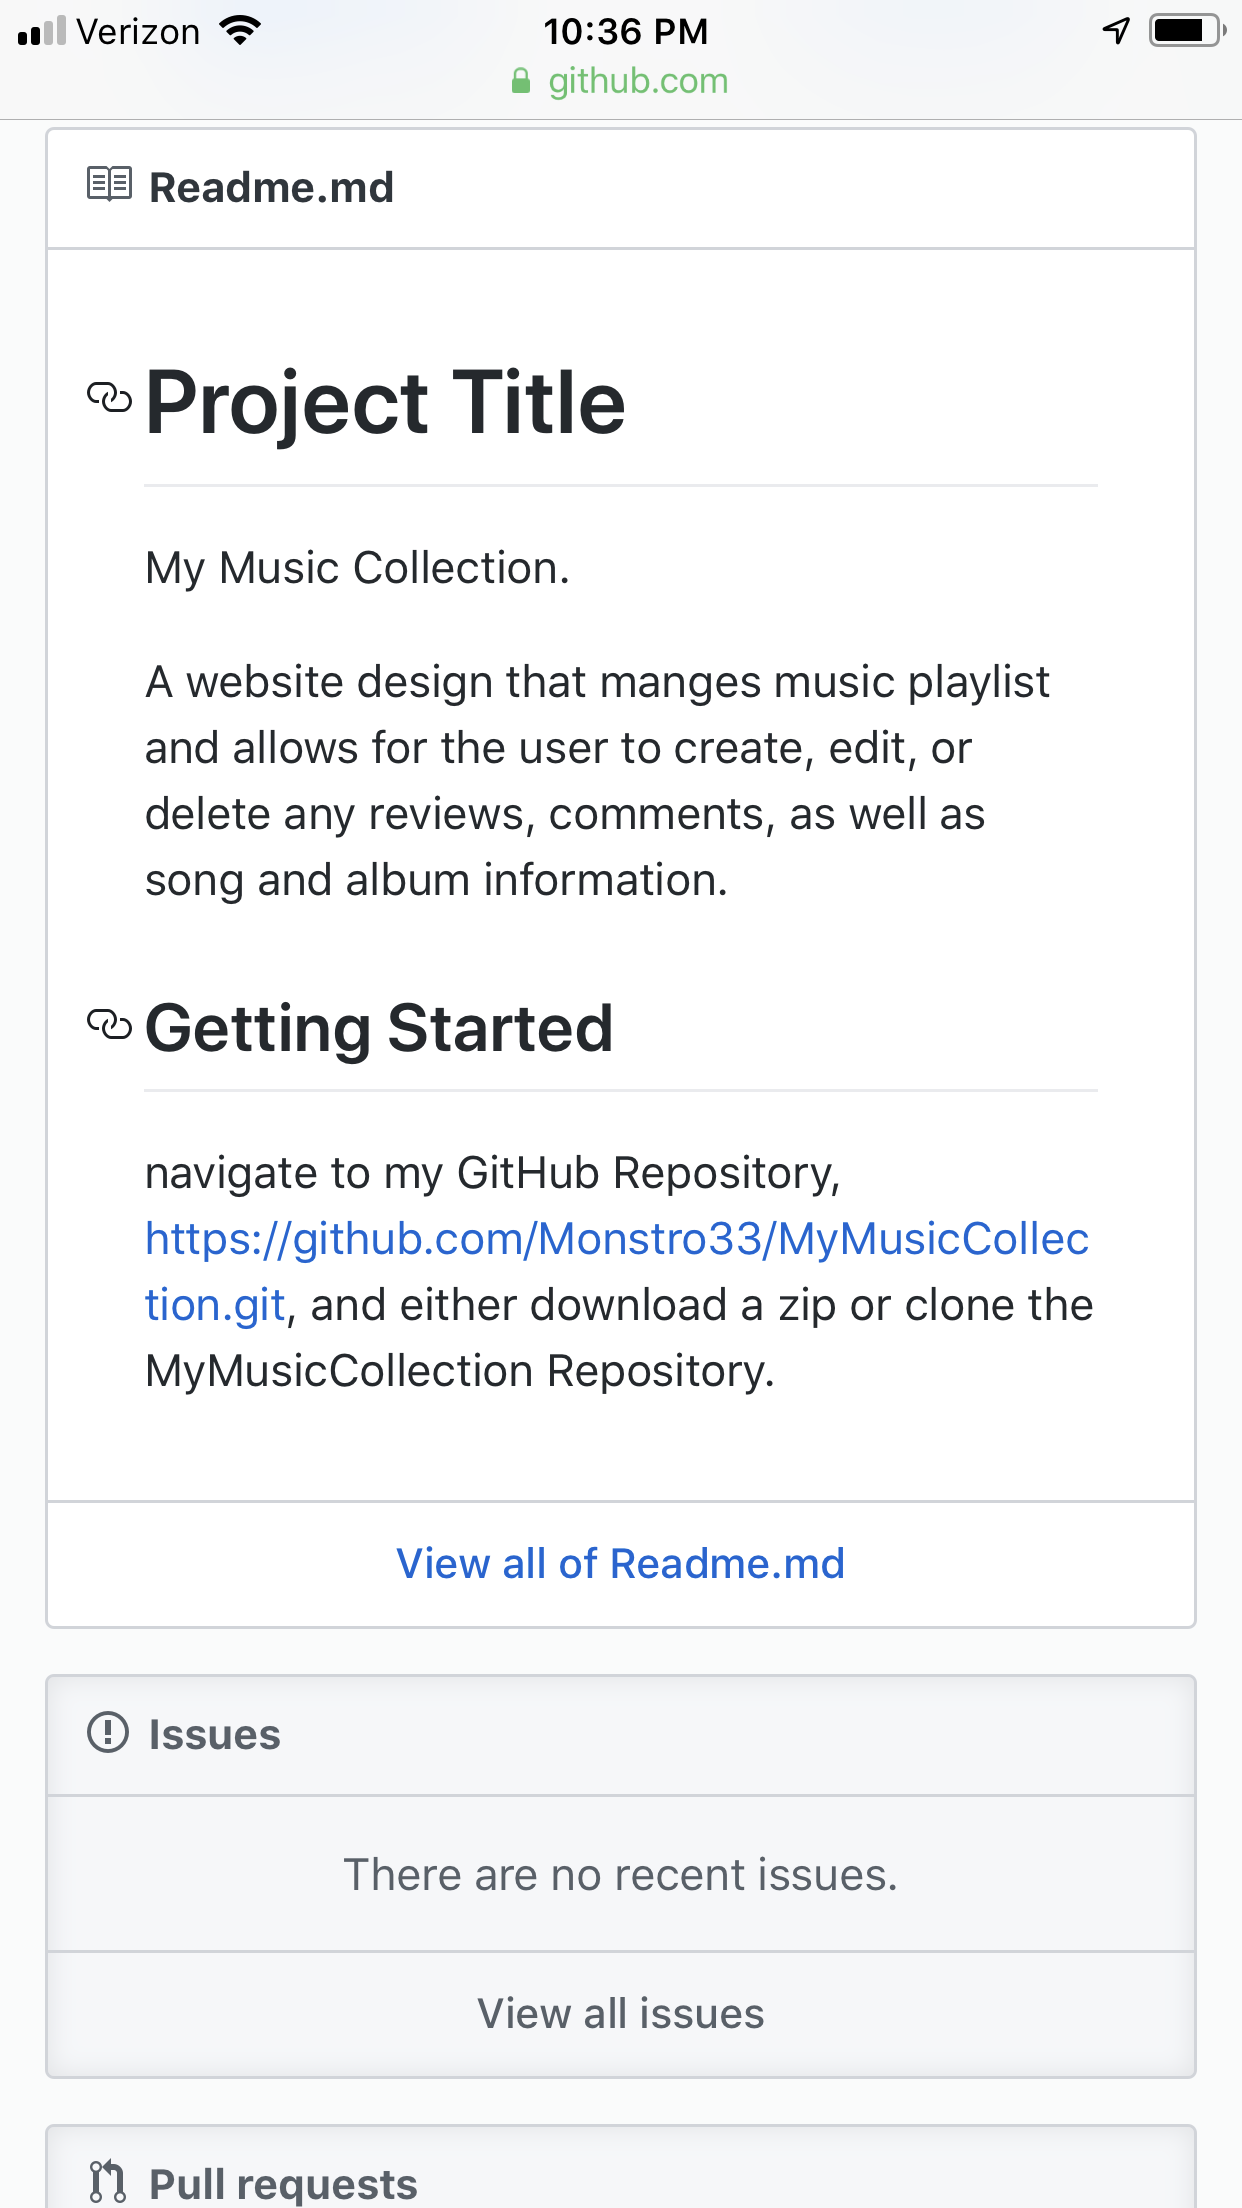 Verizon 10:36 PM
github.com
Readme.md
Project Title
My Music Collection.
A website design that manges music playlist
and allows for the user to create, edit, or
delete any reviews, comments, as well as
song and album information.
Getting Started
navigate to my GitHub Repository,
https://github.com/Monstro33/MyMusicCollec
tion.git, and either download a zip or clone the
MyMusicCollection Repository.
View all of Readme.md
Issues
There are no recent issues.
View all issues
Pull requests